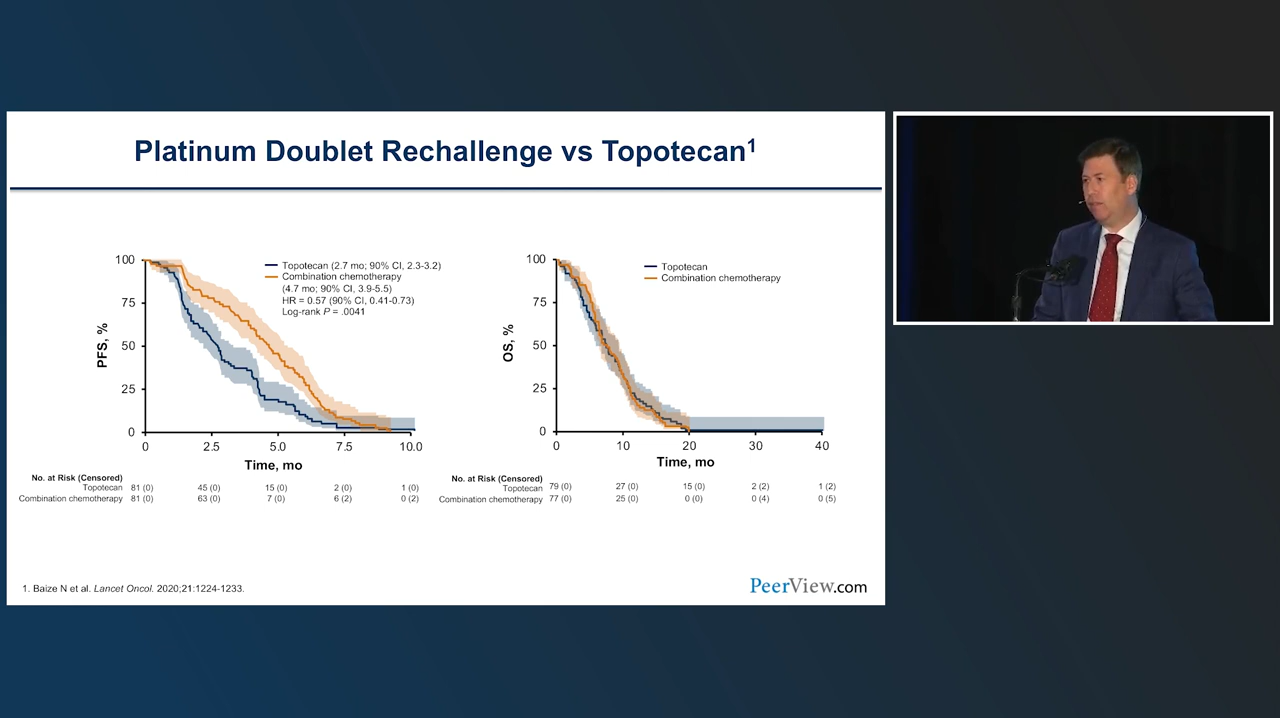 Platinum Doublet Rechallenge vs Topotecan1
100
75
50
25
0
PFS, %
Topotecan (2.7 mo; 90% CI, 2.3-3.2)
Combination chemotherapy
(4.7 mo; 90% CI, 3.9-5.5)
HR = 0.57 (90% CI, 0.41-0.73)
Log-rank P = .0041
0 2.5 5.0 7.5 10.0
Time, mo
No. at Risk (Censored)
Topotecan 81 (0) 45 (0) 15 (0) 2 (0) 1 (0)
Combination chemotherapy 81 (0) 63 (0) 7 (0) 6 (2) 0 (2)
100
75
50
25
0
OS, %
Topotecan
Combination chemotherapy
0 10 20 30 40
Time, mo
No. at Risk (Censored)
Topotecan 79 (0) 27 (0) 15 (0) 2 (2) 1 (2)
Combination chemotherapy 77 (0) 25 (0) 0 (0) 0 (4) 0 (5)
1. Baize N et al. Lancet Oncol. 2020;21:1224-1233.
PeerView.com